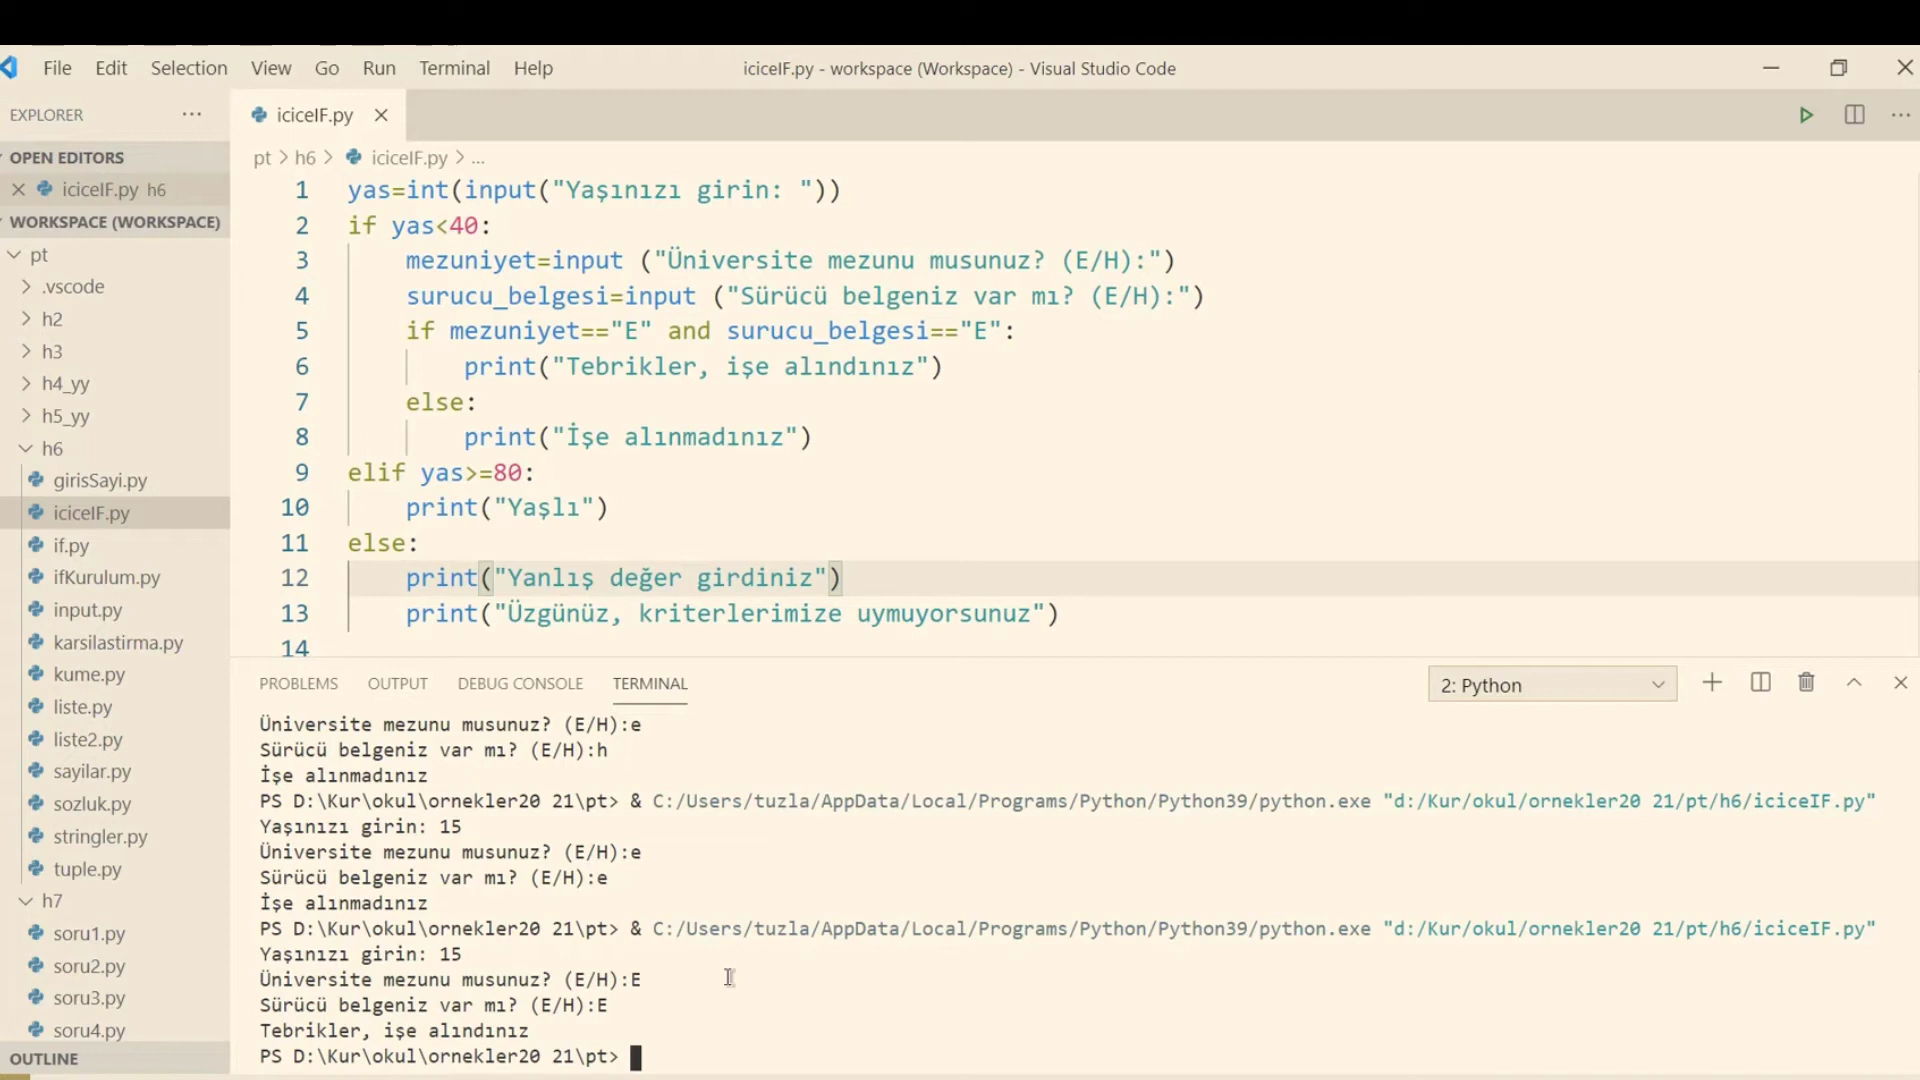 File Edit Selection View Go Run Terminal Help
iciceIF.py - workspace (Workspace) - Visual Studio Code
EXPLORER
iciceIF.py
OPEN EDITORS
iciceIF.py h6
WORKSPACE (WORKSPACE)
pt
.vscode
h2
h3
h4_yy
h5_yy
h6
girisSayi.py
iciceIF.py
if.py
ifKurulum.py
input.py
karsilastirma.py
kume.py
liste.py
liste2.py
sayilar.py
sozluk.py
stringler.py
tuple.py
h7
soru1.py
soru2.py
soru3.py
soru4.py
OUTLINE
pt > h6 > iciceIF.py > ...
1 yas=int(input("Yaşınızı girin: "))
2 if yas<40:
3 mezuniyet=input ("Üniversite mezunu musunuz? (E/H):")
4 surucu_belgesi=input ("Sürücü belgeniz var mı? (E/H):")
5 if mezuniyet=="E" and surucu_belgesi=="E":
6 print("Tebrikler, işe alındınız")
7 else:
8 print("İşe alınmadınız")
9 elif yas>=80:
10 print("Yaşlı")
11 else:
12 print("Yanlış değer girdiniz")
13 print("Üzgünüz, kriterlerimize uymuyorsunuz")
14
PROBLEMS OUTPUT DEBUG CONSOLE TERMINAL
2: Python
Üniversite mezunu musunuz? (E/H):e
Sürücü belgeniz var mı? (E/H):h
İşe alınmadınız
PS D:\Kur\okul\ornekler20 21\pt> & C:/Users/tuzla/AppData/Local/Programs/Python/Python39/python.exe "d:/Kur/okul/ornekler20 21/pt/h6/iciceIF.py"
Yaşınızı girin: 15
Üniversite mezunu musunuz? (E/H):e
Sürücü belgeniz var mı? (E/H):e
İşe alınmadınız
PS D:\Kur\okul\ornekler20 21\pt> & C:/Users/tuzla/AppData/Local/Programs/Python/Python39/python.exe "d:/Kur/okul/ornekler20 21/pt/h6/iciceIF.py"
Yaşınızı girin: 15
Üniversite mezunu musunuz? (E/H):E
Sürücü belgeniz var mı? (E/H):E
Tebrikler, işe alındınız
PS D:\Kur\okul\ornekler20 21\pt>